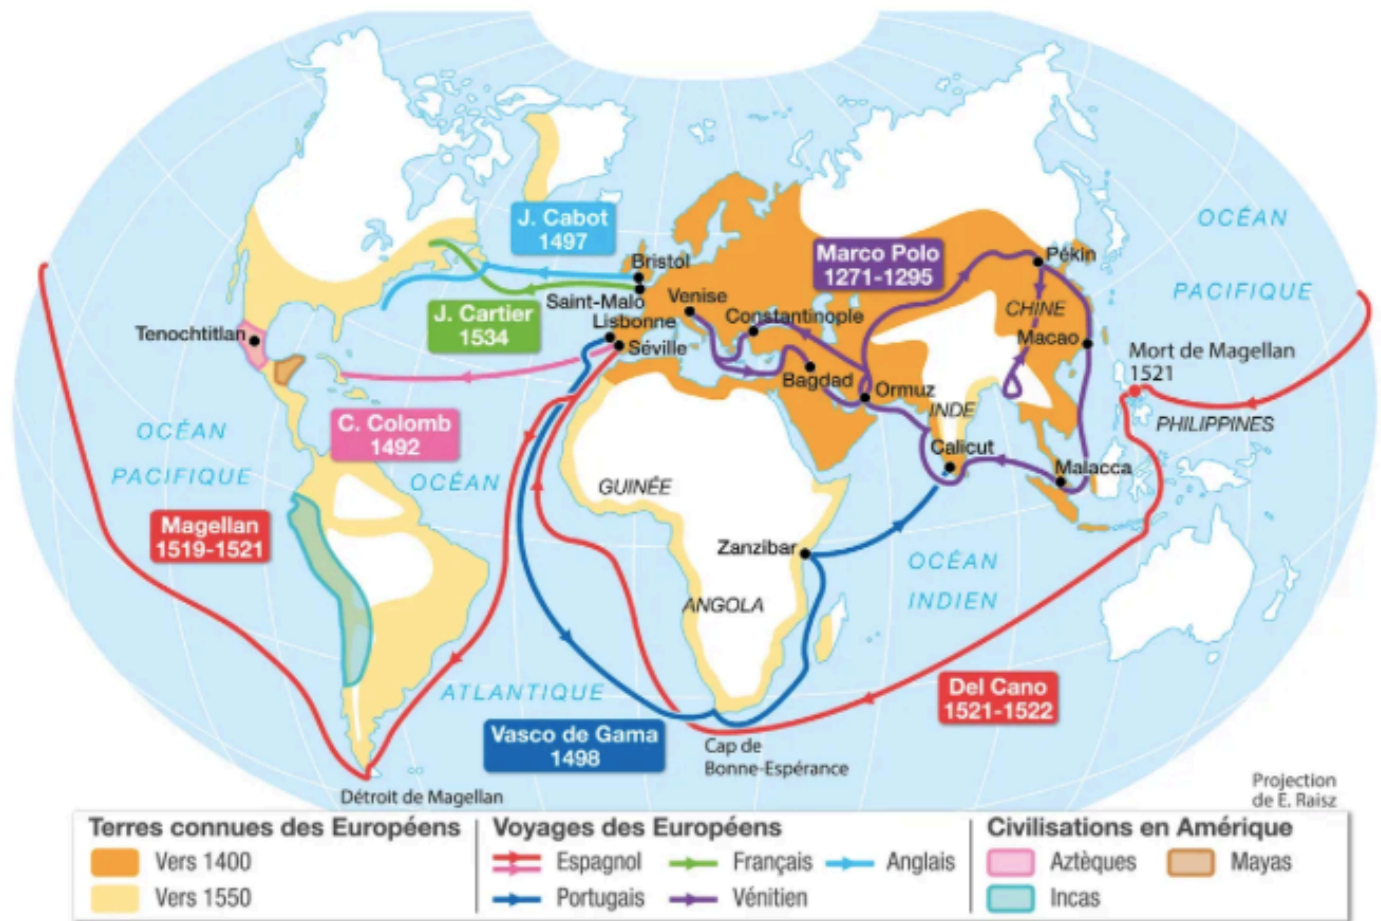 J. Cabot
1497
OCÉAN
PACIFIQUE
Marco Polo
1271-1295
Pékin
Bristol
Saint-Malo
Venise
CHINE
J. Cartier
1534
Lisbonne
Constantinople
Tenochtitlan
Séville
Macao
Mort de Magellan
1521
Bagdad
Ormuz
INDE
PHILIPPINES
C. Colomb
1492
OCÉAN
PACIFIQUE
OCÉAN
Calicut
Malacca
GUINÉE
Magellan
1519-1521
Zanzibar
OCÉAN
INDIEN
ANGOLA
ATLANTIQUE
Del Cano
1521-1522
Vasco de Gama
1498
Cap de
Bonne-Espérance
Détroit de Magellan
Projection
de E. Raisz
Terres connues des Européens
Vers 1400
Vers 1550
Voyages des Européens
Espagnol
Français
Anglais
Portugais
Vénitien
Civilisations en Amérique
Aztèques
Mayas
Incas